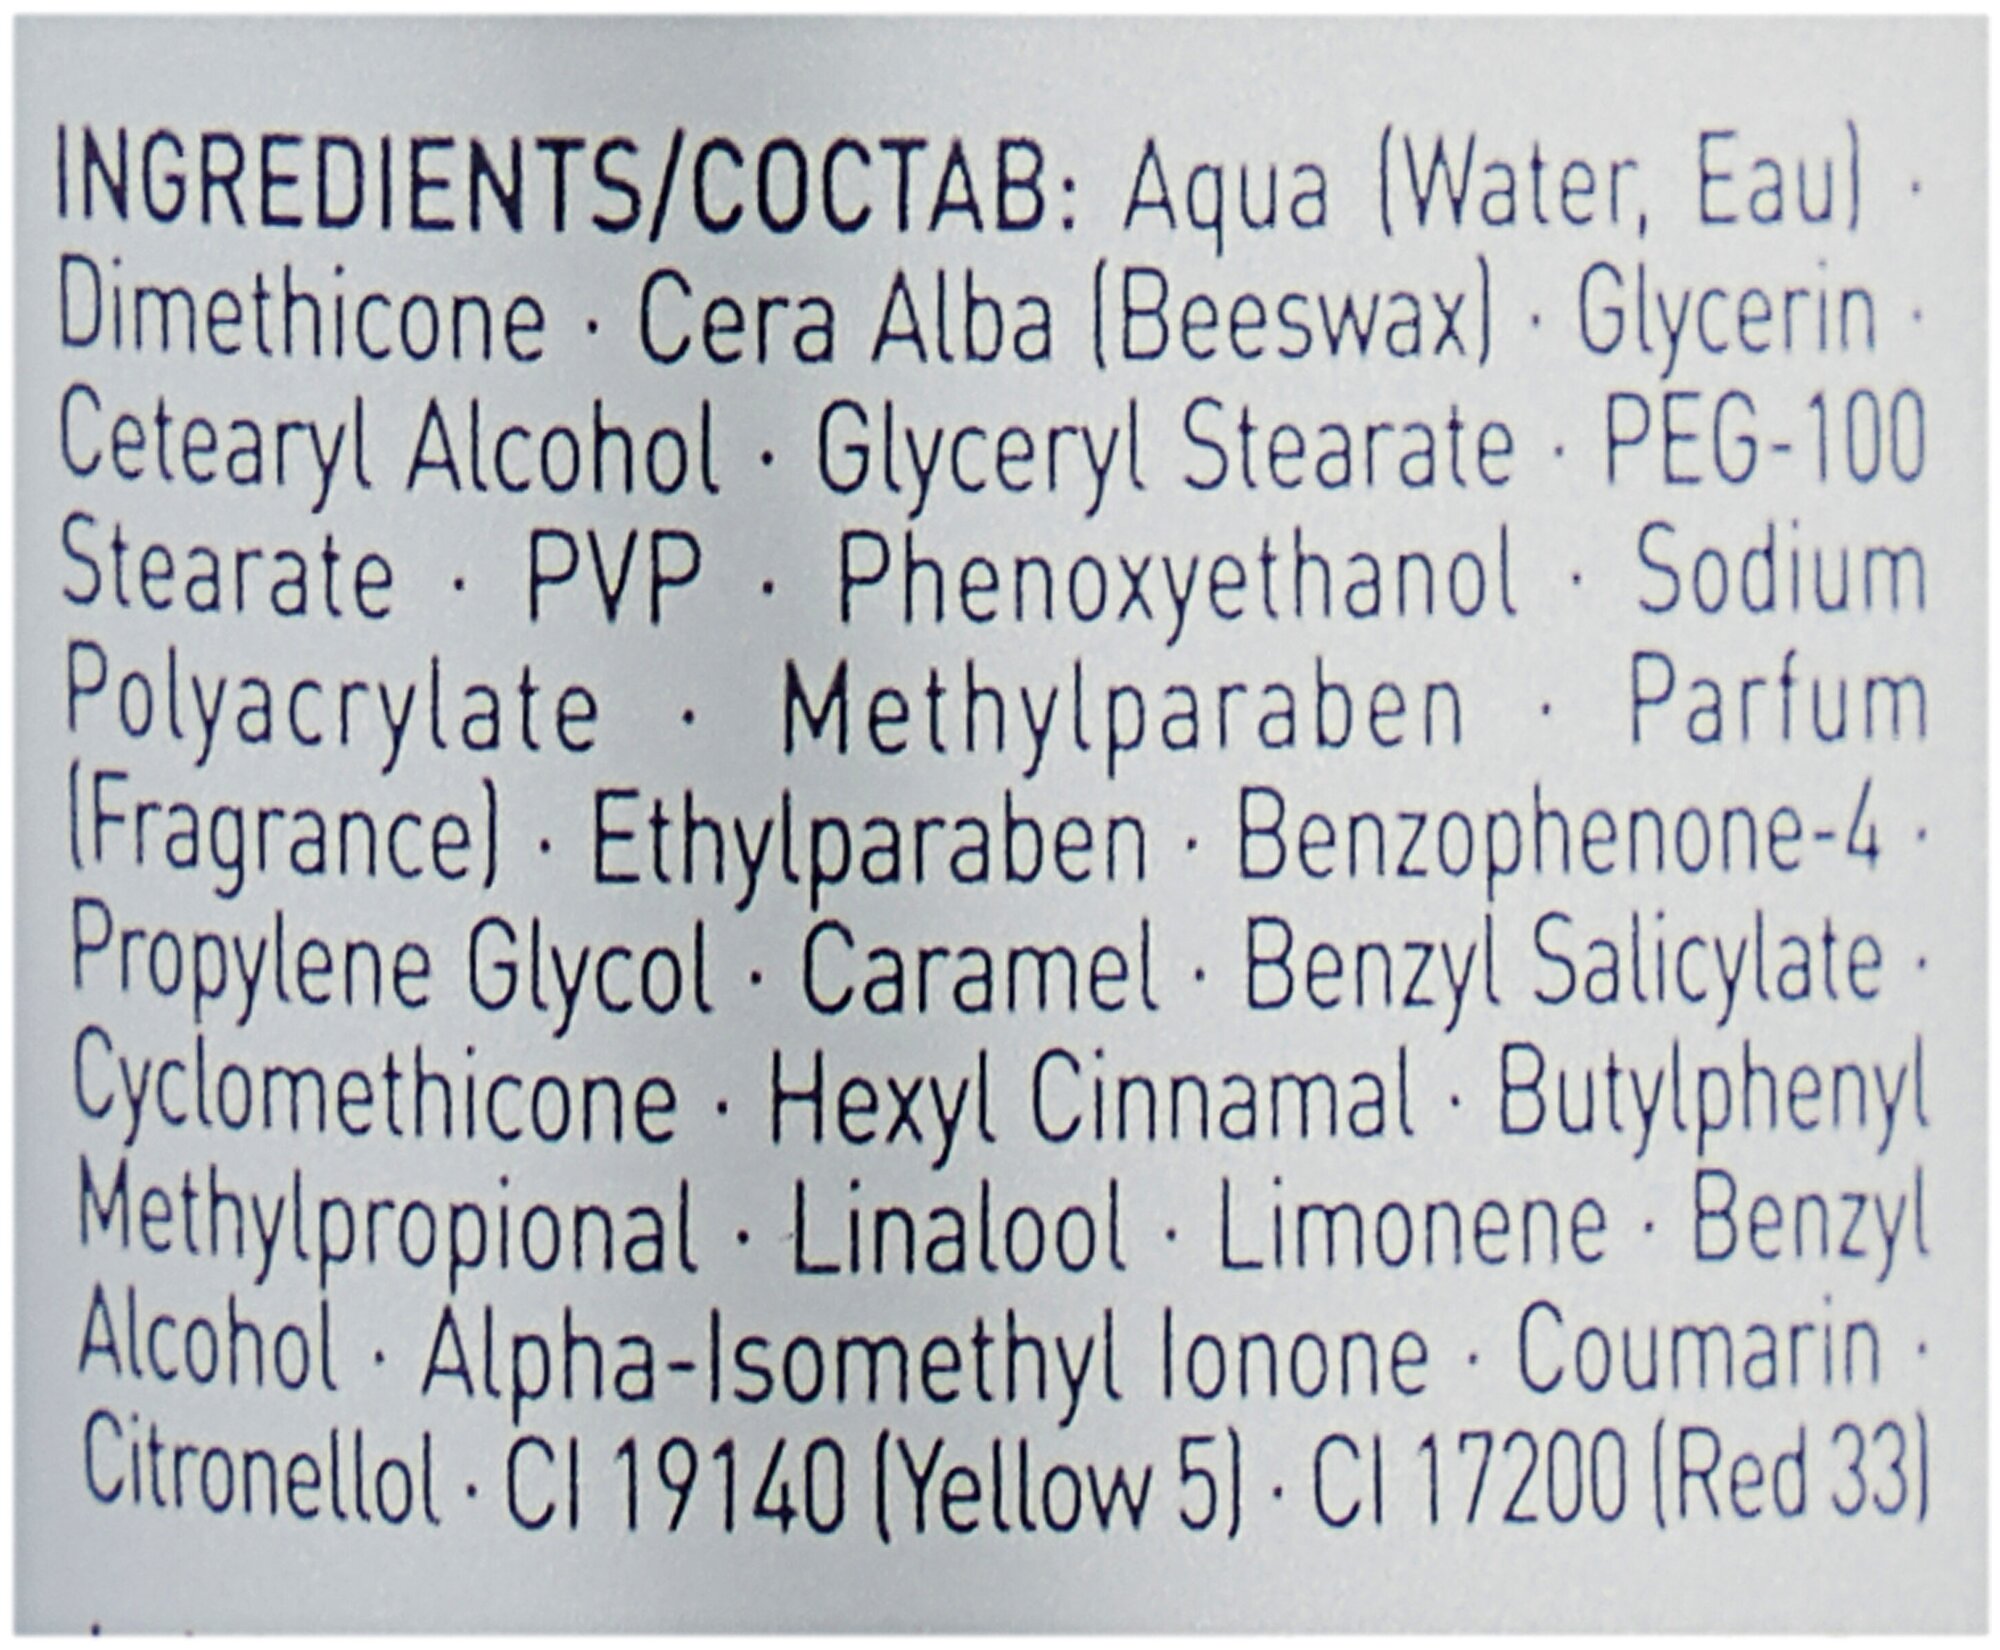 INGREDIENTS/СОСТАВ: Aqua (Water, Eau) ·
Dimethicone · Cera Alba (Beeswax) · Glycerin ·
Cetearyl Alcohol · Glyceryl Stearate · PEG-100
Stearate · PVP · Phenoxyethanol · Sodium
Polyacrylate · Methylparaben · Parfum
(Fragrance) · Ethylparaben · Benzophenone-4 ·
Propylene Glycol · Caramel · Benzyl Salicylate ·
Cyclomethicone · Hexyl Cinnamal · Butylphenyl
Methylpropional · Linalool · Limonene · Benzyl
Alcohol · Alpha-Isomethyl Ionone · Coumarin ·
Citronellol · CI 19140 (Yellow 5) · CI 17200 (Red 33)